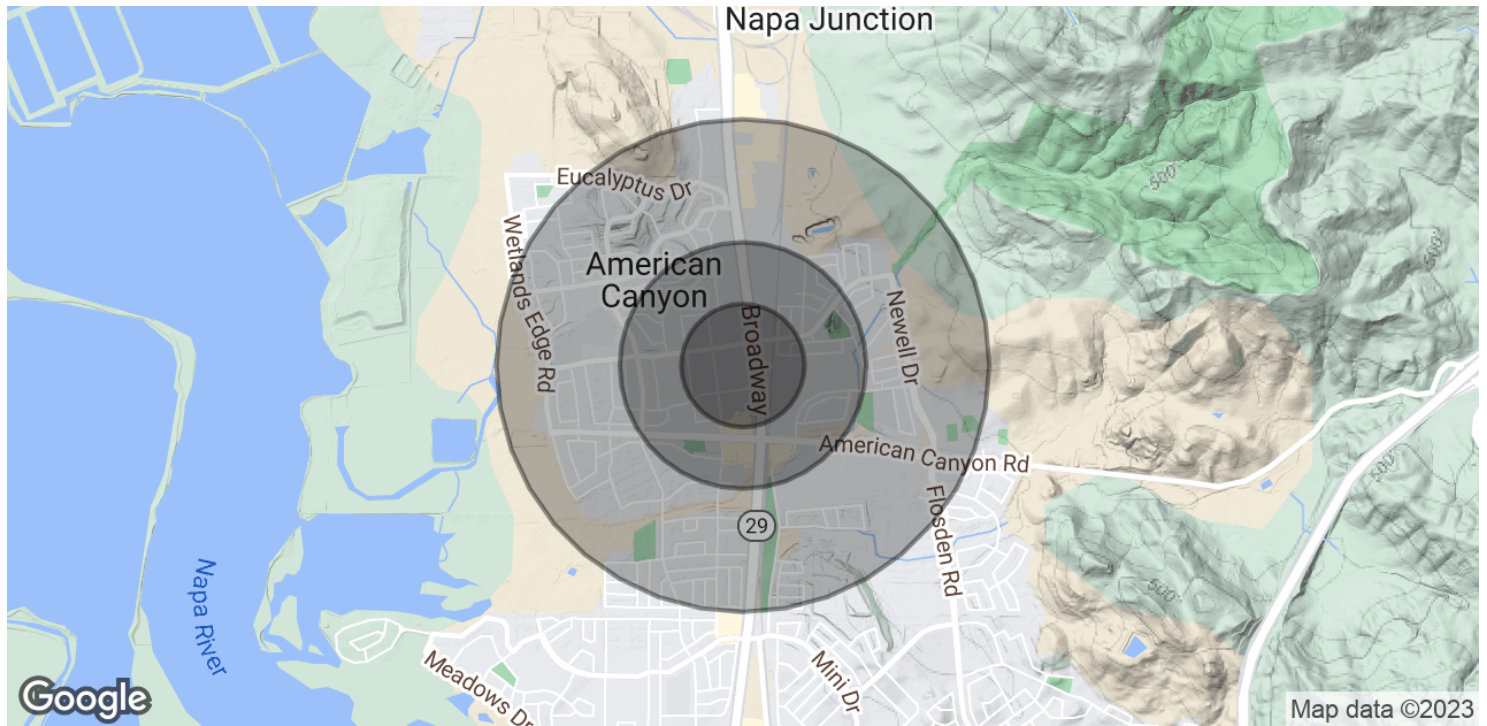 Napa Junction
Eucalyptus Dr
Wetlands Edge Rd
American
Canyon
Broadway
Newell Dr
American Canyon Rd
29
Flosden Rd
Napa River
Meadows Dr
Mini Dr
500'
500'
500'
500'
Google
Map data ©2023